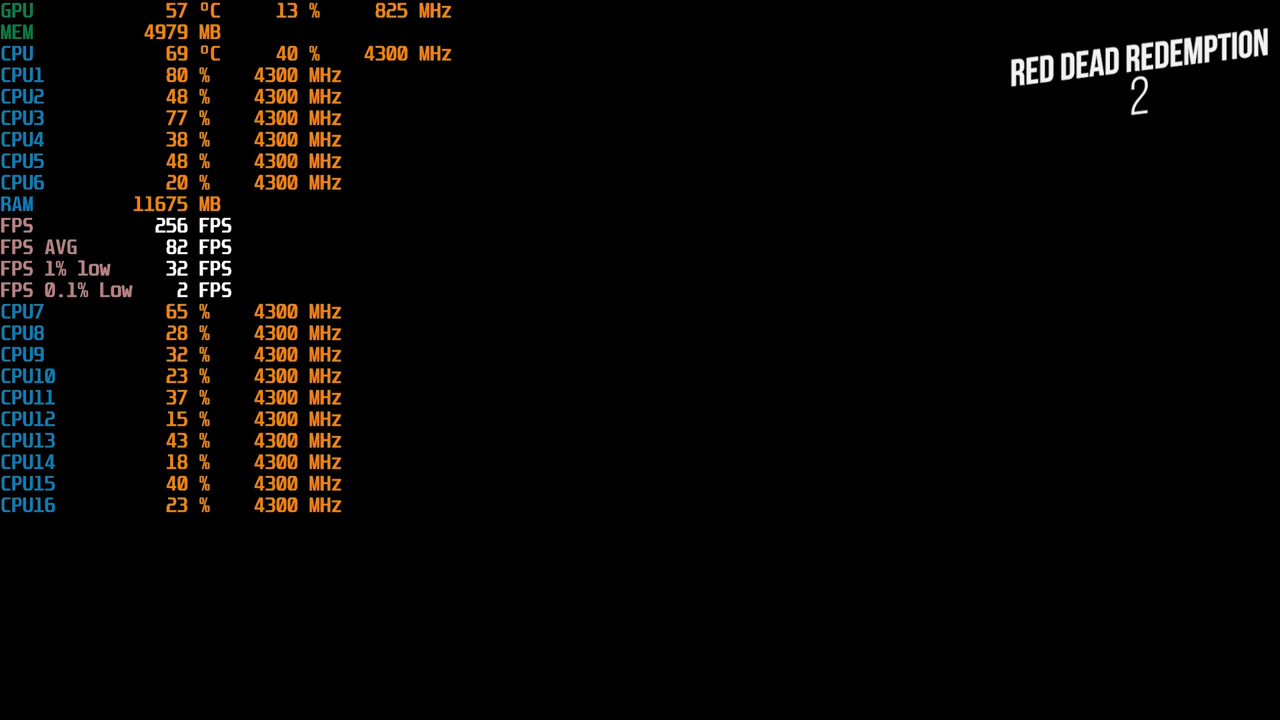 GPU 57 ºC 13 % 825 MHz
MEM 4979 MB
CPU 69 ºC 40 % 4300 MHz
CPU1 80 % 4300 MHz
CPU2 48 % 4300 MHz
CPU3 77 % 4300 MHz
CPU4 38 % 4300 MHz
CPU5 48 % 4300 MHz
CPU6 20 % 4300 MHz
RAM 11675 MB
FPS 256 FPS
FPS AVG 82 FPS
FPS 1% low 32 FPS
FPS 0.1% Low 2 FPS
CPU7 65 % 4300 MHz
CPU8 28 % 4300 MHz
CPU9 32 % 4300 MHz
CPU10 23 % 4300 MHz
CPU11 37 % 4300 MHz
CPU12 15 % 4300 MHz
CPU13 43 % 4300 MHz
CPU14 18 % 4300 MHz
CPU15 40 % 4300 MHz
CPU16 23 % 4300 MHz
RED DEAD REDEMPTION
2